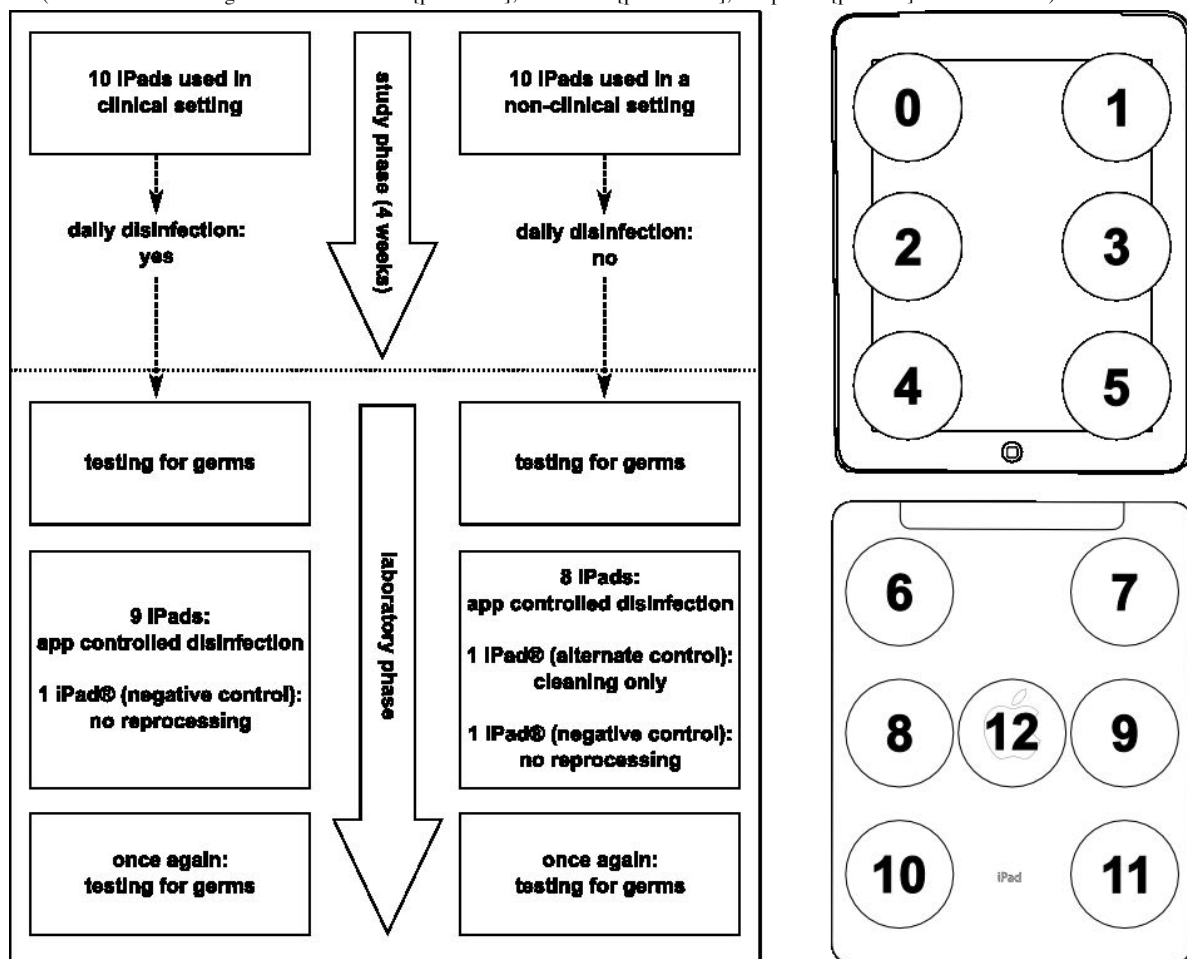 10 iPads used in
clinical setting
10 iPads used in a
non-clinical setting
study phase (4 weeks)
daily disinfection:
yes
daily disinfection:
no
testing for germs
testing for germs
laboratory phase
9 iPads:
app controlled disinfection
1 iPad® (negative control):
no reprocessing
8 iPads:
app controlled disinfection
1 iPad® (alternate control):
cleaning only
1 iPad® (negative control):
no reprocessing
once again:
testing for germs
once again:
testing for germs
0
1
2
3
4
5
6
7
8
12
9
10
iPad
11